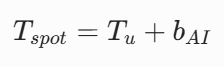 T_{spot} = T_u + b_{AI}